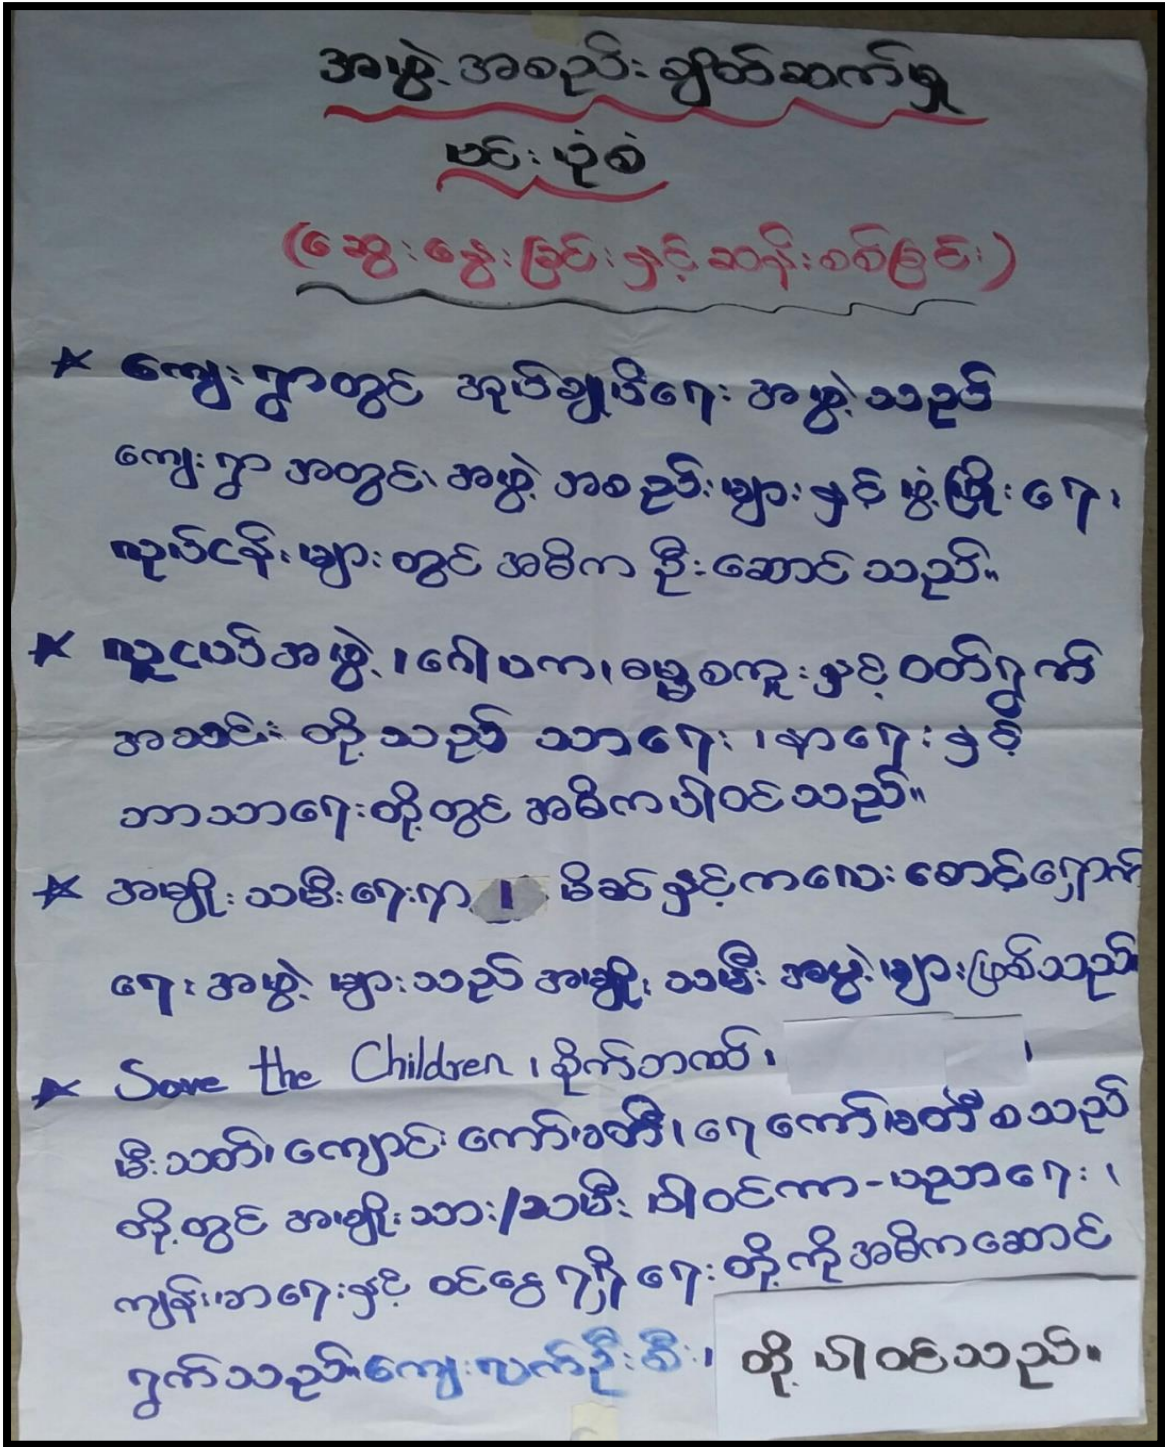 အဖွဲ့အစည်းချိတ်ဆက်မှု
ဗင်းပုံစံ
(ဆွေးနွေးခြင်းနှင့်ဆန်းစစ်ခြင်း)
★ ကျေးရွာတွင် အုပ်ချုပ်ရေး အဖွဲ့သည်
ကျေးရွာအတွင်း အဖွဲ့အစည်းများနှင့် ဖွံ့ဖြိုးရေး၊
လုပ်ငန်းများတွင် အဓိက ဦးဆောင်သည်။
★ လူငယ်အဖွဲ့၊ ဂေါပက၊ ဓမ္မစကူးနှင့် ဝတ်ရွတ်
အသင်း တို့သည် သာရေး၊ နာရေးနှင့်
ဘာသာရေးတို့တွင် အဓိကပါဝင်သည်။
★ အမျိုးသမီးရေးရာ ၊ မိခင်နှင့်ကလေး စောင့်ရှောက်
ရေးအဖွဲ့များသည် အမျိုးသမီးအဖွဲ့များဖြစ်သည်။
★ Save the Children ၊ စိုက်ဘဏ်၊ ၊
မီးသတ်၊ ကျောင်းကော်မတီ၊ ရေကော်မတီ စသည်
တို့တွင် အမျိုးသား/သမီး ပါဝင်ကာ-ပညာရေး၊
ကျန်းမာရေးနှင့် ဝင်ငွေရရှိရေးတို့ကို အဓိကဆောင်
ရွက်သည်။ ကျေးလက်ဦးစီး၊ တို့ ပါဝင်သည်။